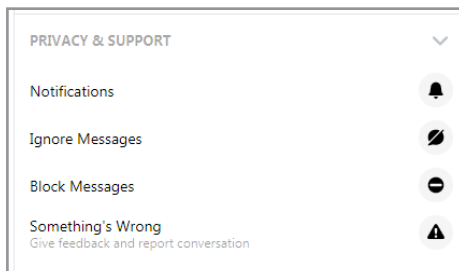 PRIVACY & SUPPORT
Notifications
Ignore Messages
Block Messages
Something's Wrong
Give feedback and report conversation